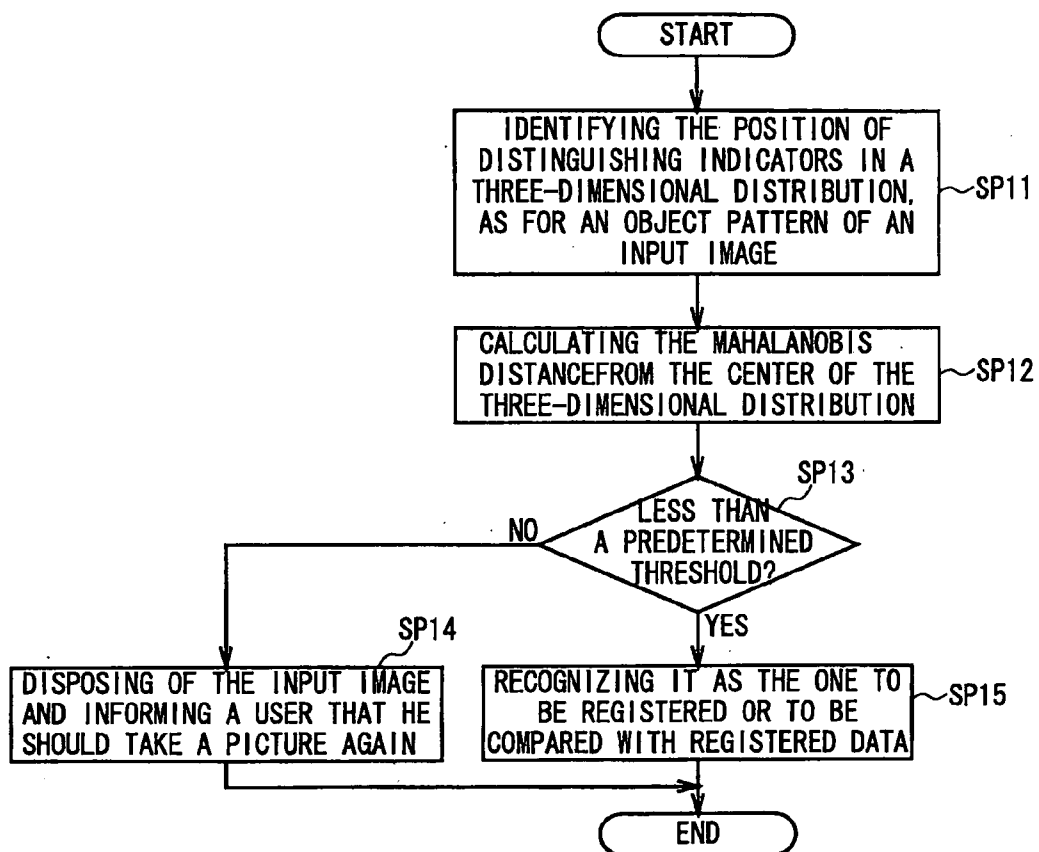 START
IDENTIFYING THE POSITION OF
DISTINGUISHING INDICATORS IN A
THREE-DIMENSIONAL DISTRIBUTION,
AS FOR AN OBJECT PATTERN OF AN
INPUT IMAGE
SP11
CALCULATING THE MAHALANOBIS
DISTANCEFROM THE CENTER OF THE
THREE-DIMENSIONAL DISTRIBUTION
SP12
SP13
LESS THAN
A PREDETERMINED
THRESHOLD?
NO
YES
SP14
DISPOSING OF THE INPUT IMAGE
AND INFORMING A USER THAT HE
SHOULD TAKE A PICTURE AGAIN
RECOGNIZING IT AS THE ONE TO
BE REGISTERED OR TO BE
COMPARED WITH REGISTERED DATA
SP15
END